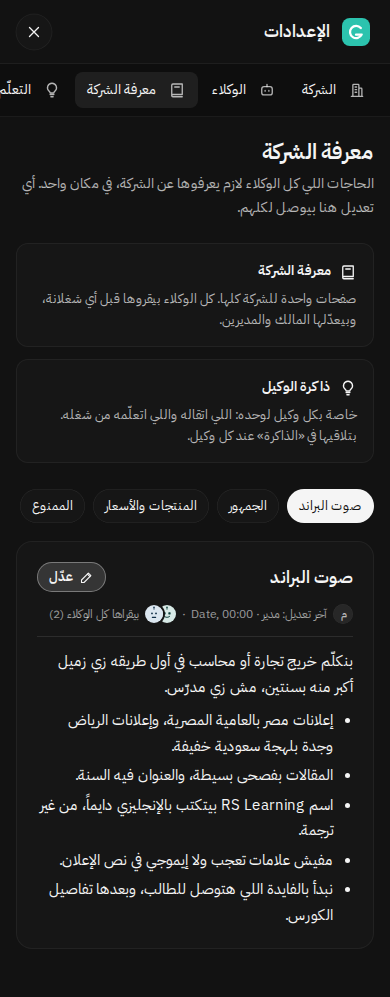 الإعدادات
الشركة
الوكلاء
معرفة الشركة
التعلّم
معرفة الشركة
الحاجات اللي كل الوكلاء لازم يعرفوها عن الشركة، في مكان واحد. أي
تعديل هنا بيوصل لكلهم.
معرفة الشركة
صفحات واحدة للشركة كلها. كل الوكلاء بيقروها قبل أي شغلانة،
وبيعدّلها المالك والمديرين.
ذاكرة الوكيل
خاصة بكل وكيل لوحده: اللي اتقاله واللي اتعلّمه من شغله.
بتلاقيها في «الذاكرة» عند كل وكيل.
صوت البراند
الجمهور
المنتجات والأسعار
الممنوع
صوت البراند
عدّل
م آخر تعديل: مدير · Date, 00:00 · بيقراها كل الوكلاء (2)
بنكلّم خريج تجارة أو محاسب في أول طريقه زي زميل
أكبر منه بسنتين، مش زي مدرّس.
• إعلانات مصر بالعامية المصرية، وإعلانات الرياض
وجدة بلهجة سعودية خفيفة.
• المقالات بفصحى بسيطة، والعنوان فيه السنة.
• اسم RS Learning بيتكتب بالإنجليزي دايماً، من غير
ترجمة.
• مفيش علامات تعجب ولا إيموجي في نص الإعلان.
• نبدأ بالفايدة اللي هتوصل للطالب، وبعدها تفاصيل
الكورس.